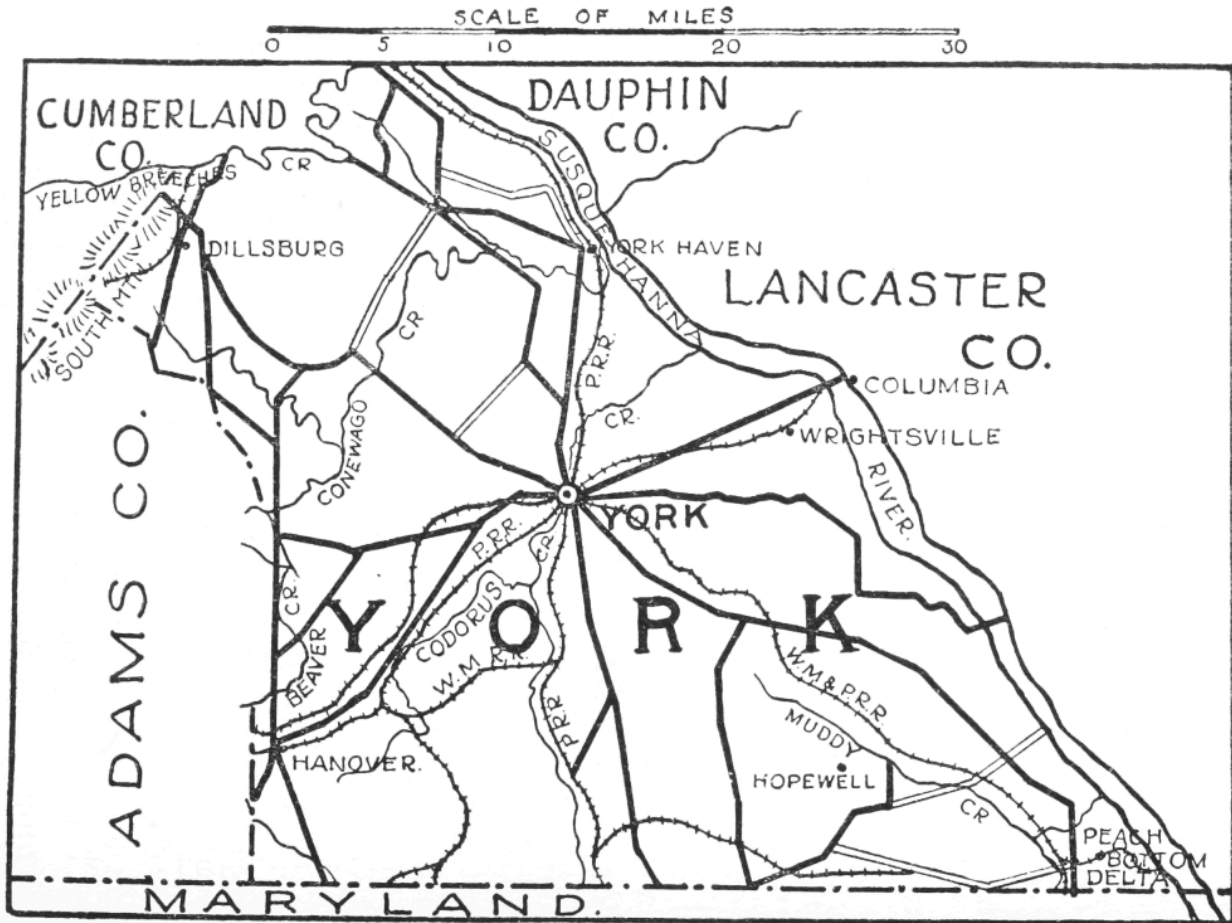 SCALE OF MILES
0 5 10 20 30
CUMBERLAND
CO.
DAUPHIN
CO.
SUSQUEHANNA
YELLOW BREECHES
CR
DILLSBURG
SOUTH MTN.
YORK HAVEN
LANCASTER
CO.
CR
P.R.R.
CR.
COLUMBIA
WRIGHTSVILLE
CONEWAGO
RIVER.
YORK
ADAMS CO.
P.R.R.
CR.
CR.
YORK
CODORUS
BEAVER
W.M R.R.
W.M & P.R.R.
P.R.R
MUDDY
HANOVER.
HOPEWELL
CR
PEACH
BOTTOM
DELTA
MARYLAND.